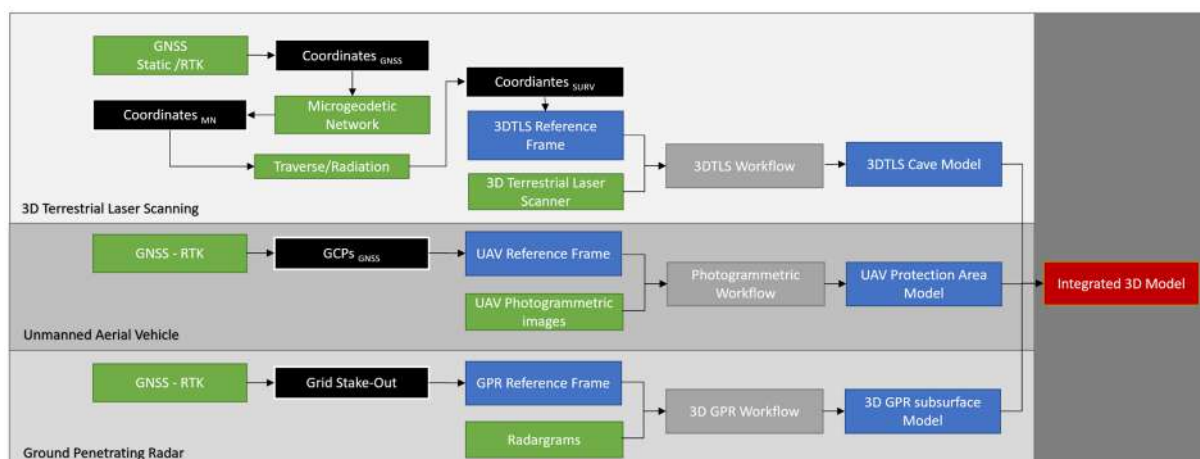 GNSS
Static /RTK
Coordinates GNSS
Coordiantes SURV
Coordinates MN
Microgeodetic
Network
3DTLS Reference
Frame
Traverse/Radiation
3DTLS Workflow
3DTLS Cave Model
3D Terrestrial Laser
Scanner
3D Terrestrial Laser Scanning
GNSS - RTK
GCPs GNSS
UAV Reference Frame
Photogrammetric
Workflow
UAV Protection Area
Model
Integrated 3D Model
UAV Photogrammetric
images
Unmanned Aerial Vehicle
GNSS - RTK
Grid Stake-Out
GPR Reference Frame
3D GPR Workflow
3D GPR subsurface
Model
Radargrams
Ground Penetrating Radar